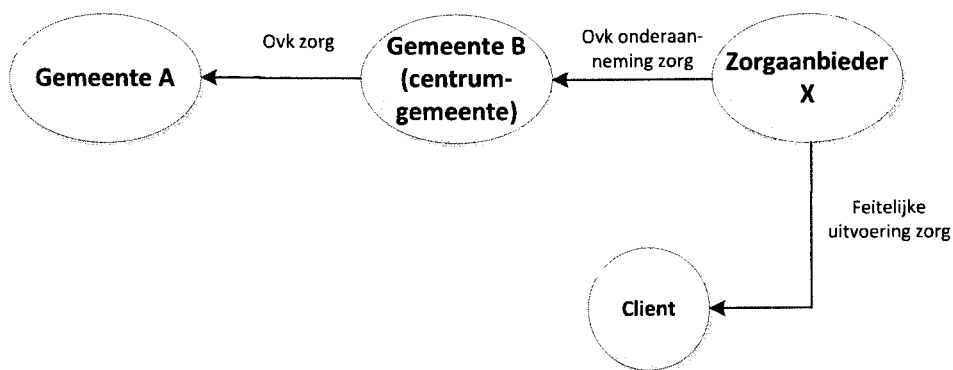 Gemeente A
Ovk zorg
Gemeente B
(centrum-
gemeente)
Ovk onderaan-
neming zorg
Zorgaanbieder
X
Feitelijke
uitvoering zorg
Client